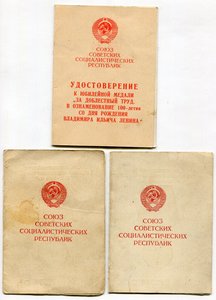 СОЮЗ
СОВЕТСКИХ
СОЦИАЛИСТИЧЕСКИХ
РЕСПУБЛИК
УДОСТОВЕРЕНИЕ
К ЮБИЛЕЙНОЙ МЕДАЛИ
„ЗА ДОБЛЕСТНЫЙ ТРУД.
В ОЗНАМЕНОВАНИЕ 100-летия
СО ДНЯ РОЖДЕНИЯ
ВЛАДИМИРА ИЛЬИЧА ЛЕНИНА“
СОЮЗ
СОВЕТСКИХ
СОЦИАЛИСТИЧЕСКИХ
РЕСПУБЛИК
СОЮЗ
СОВЕТСКИХ
СОЦИАЛИСТИЧЕСКИХ
РЕСПУБЛИК